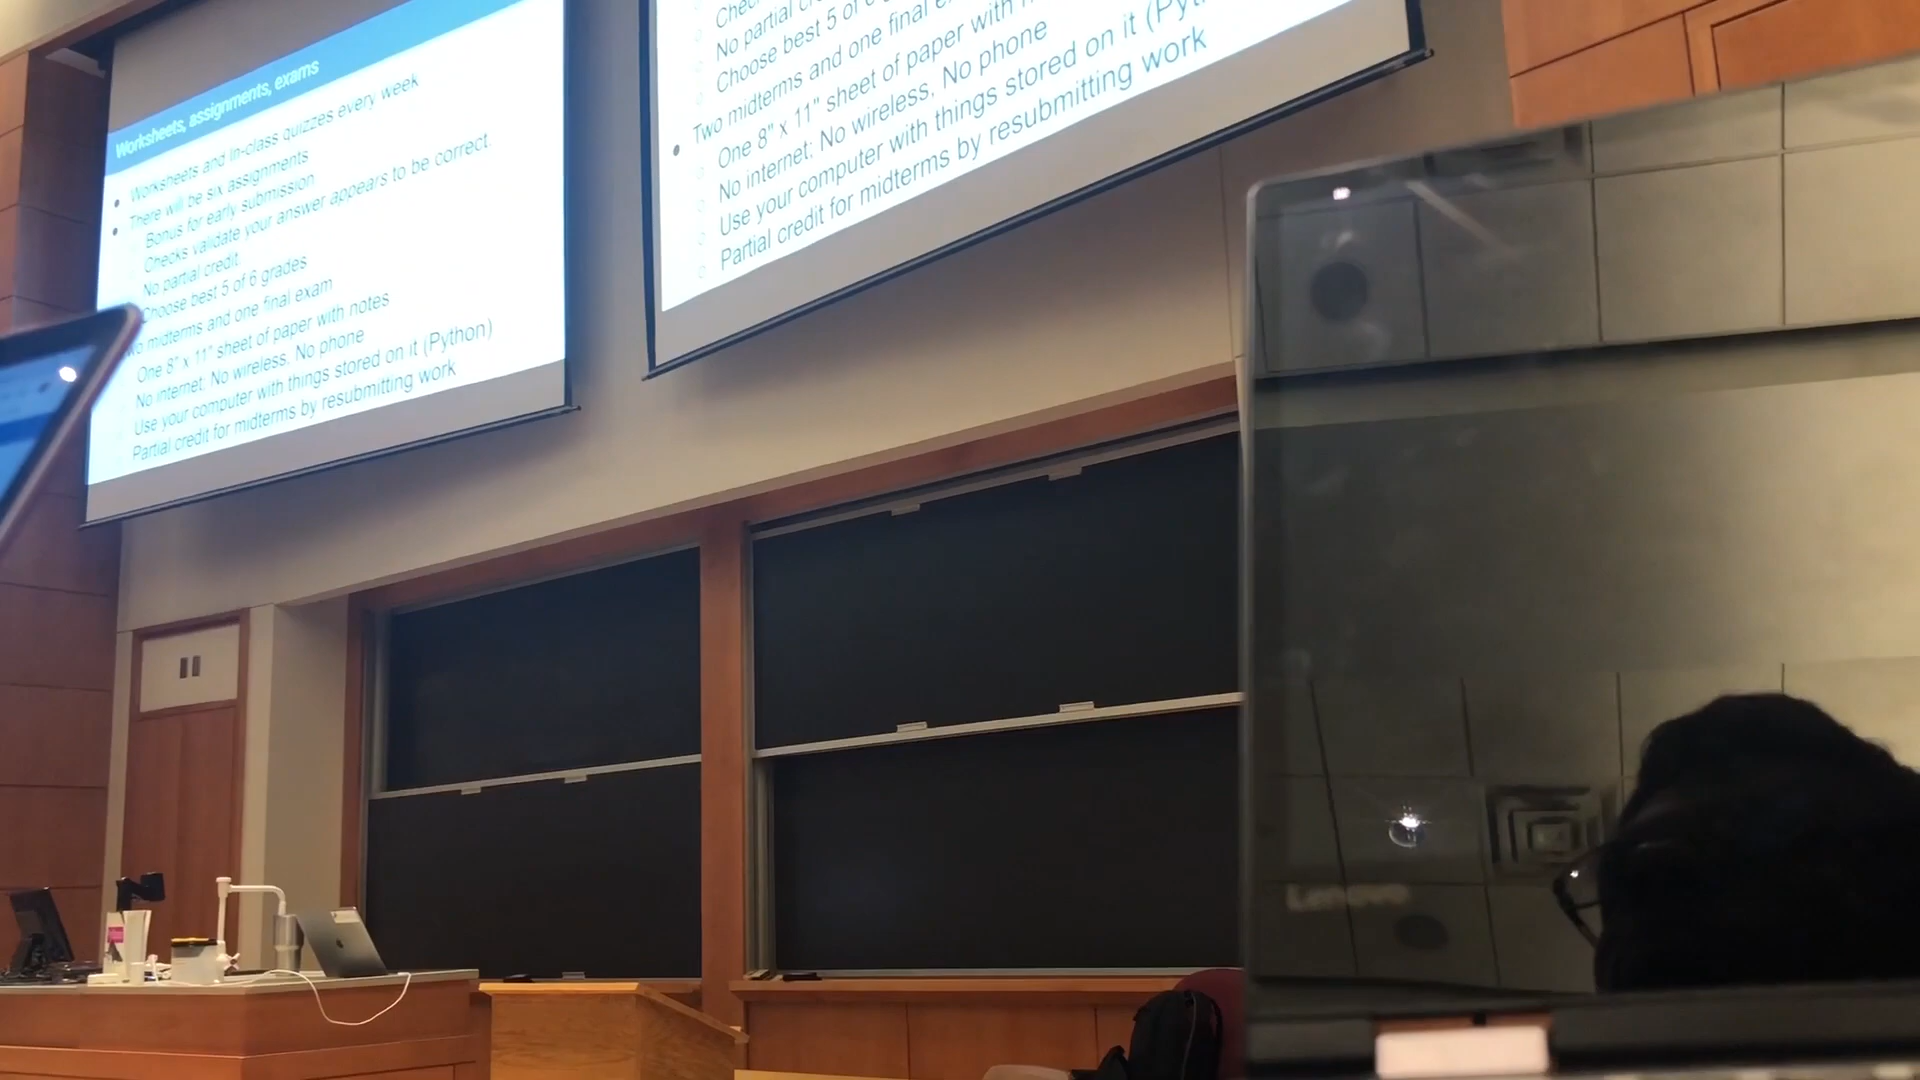 Worksheets, assignments, exams
Worksheets and in-class quizzes every week
There will be six assignments
Bonus for early submission
Checks validate your answer appears to be correct.
No partial credit
Choose best 5 of 6 grades
midterms and one final exam
One 8" x 11" sheet of paper with notes
No internet: No wireless. No phone
Use your computer with things stored on it (Python)
Partial credit for midterms by resubmitting work
No partial
Choose best 5 of 6
Two midterms and one final
One 8" x 11" sheet of paper with
No internet: No wireless. No phone
Use your computer with things stored on it (Pyt
Partial credit for midterms by resubmitting work
Lenovo